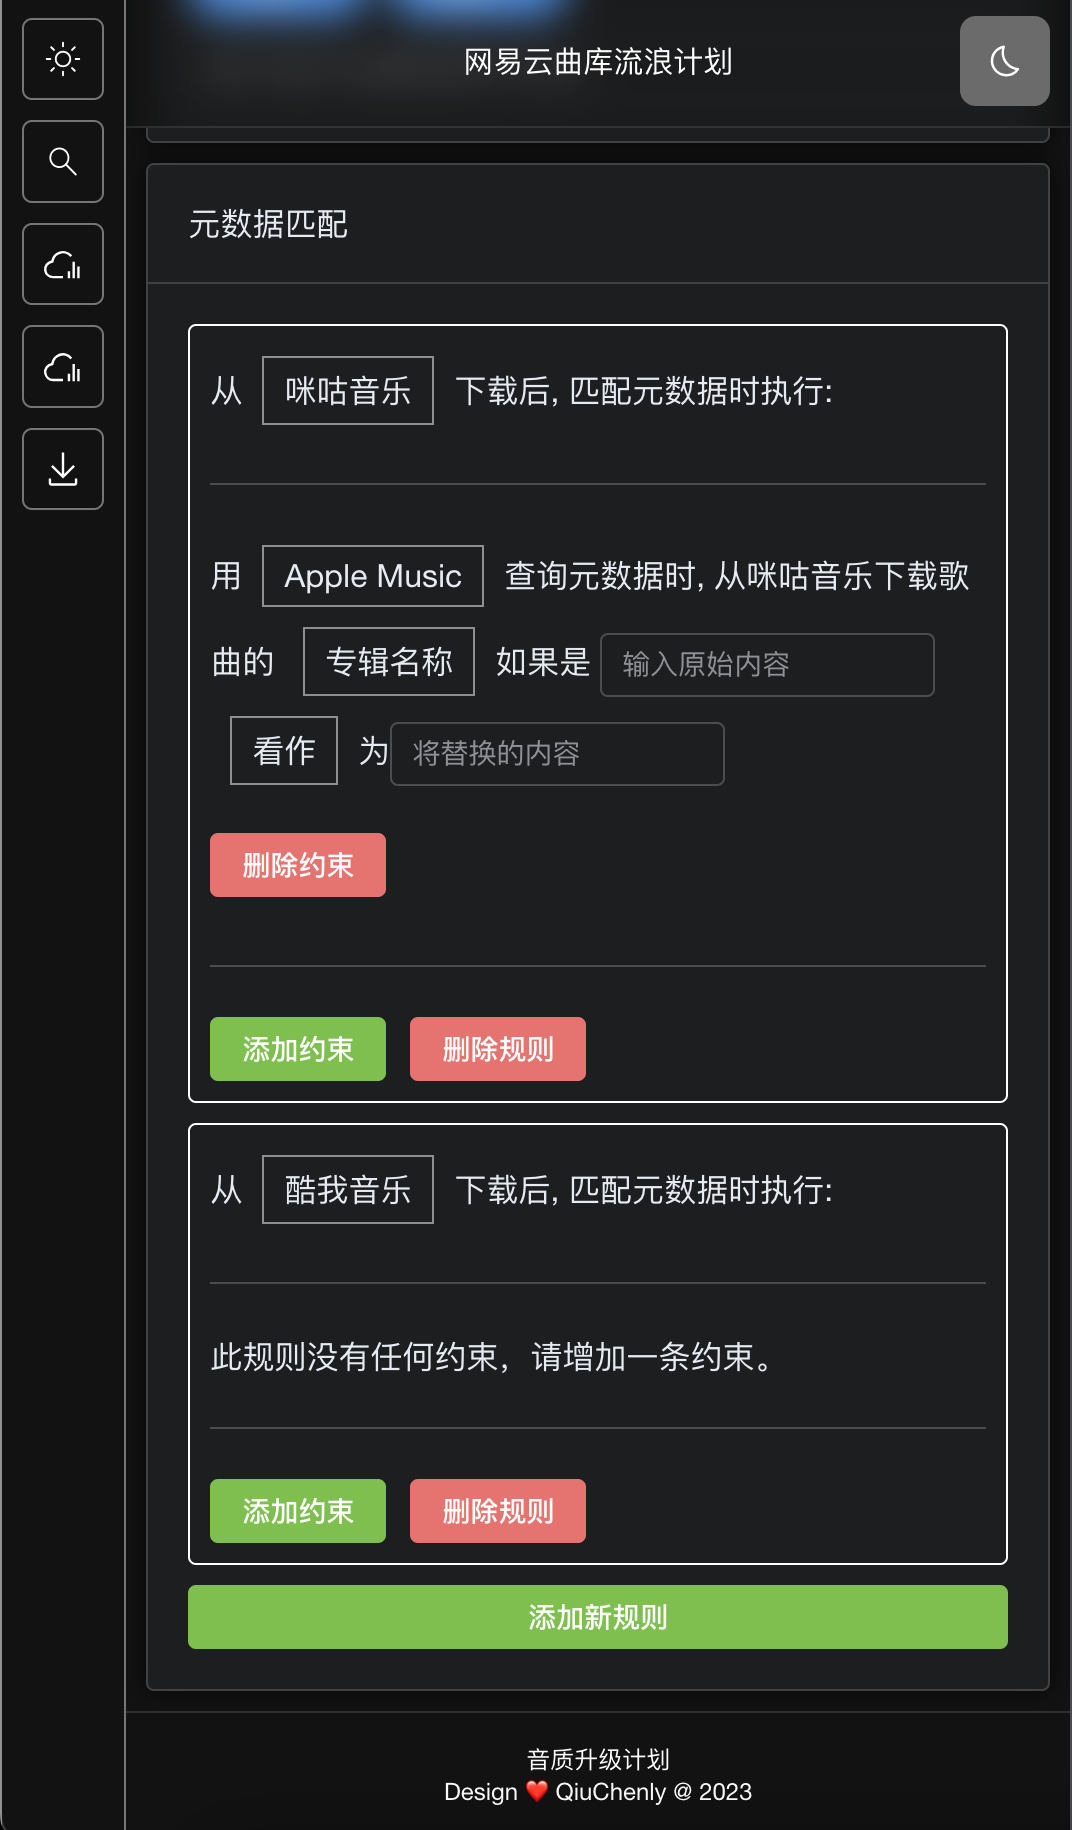 网易云曲库流浪计划
元数据匹配
从 咪咕音乐 下载后, 匹配元数据时执行:
用 Apple Music 查询元数据时, 从咪咕音乐下载歌
曲的 专辑名称 如果是 输入原始内容
看作 为 将替换的内容
删除约束
添加约束 删除规则
从 酷我音乐 下载后, 匹配元数据时执行:
此规则没有任何约束，请增加一条约束。
添加约束 删除规则
添加新规则
音质升级计划
Design ❤️ QiuChenly @ 2023